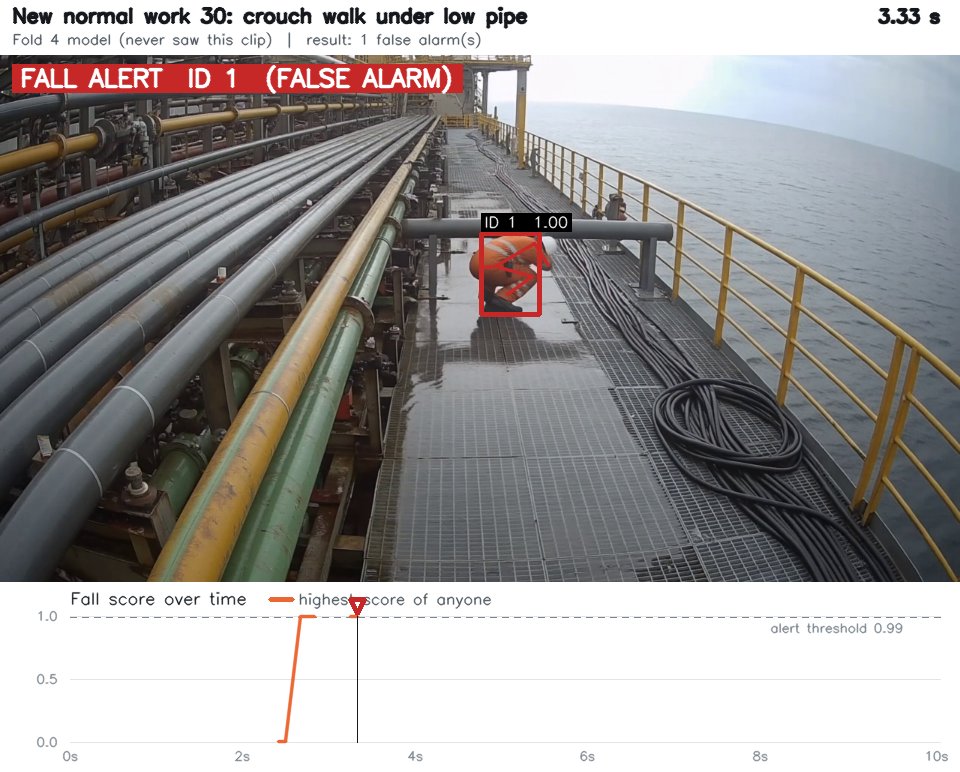 New normal work 30: crouch walk under low pipe 3.33 s
Fold 4 model (never saw this clip) | result: 1 false alarm(s)
FALL ALERT ID 1 (FALSE ALARM)
ID 1 1.00
Fall score over time highest score of anyone
1.0
alert threshold 0.99
0.5
0.0
0s 2s 4s 6s 8s 10s